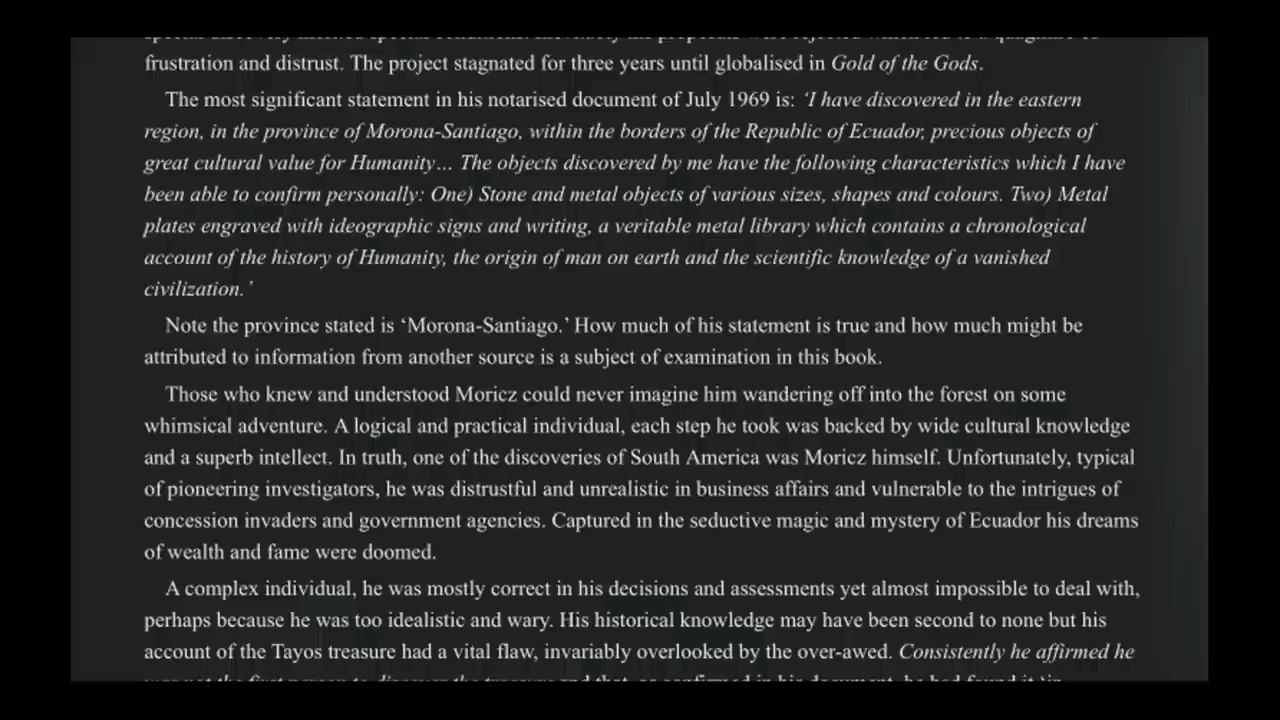 frustration and distrust. The project stagnated for three years until globalised in Gold of the Gods.
The most significant statement in his notarised document of July 1969 is: ‘I have discovered in the eastern
region, in the province of Morona-Santiago, within the borders of the Republic of Ecuador, precious objects of
great cultural value for Humanity… The objects discovered by me have the following characteristics which I have
been able to confirm personally: One) Stone and metal objects of various sizes, shapes and colours. Two) Metal
plates engraved with ideographic signs and writing, a veritable metal library which contains a chronological
account of the history of Humanity, the origin of man on earth and the scientific knowledge of a vanished
civilization.’
Note the province stated is ‘Morona-Santiago.’ How much of his statement is true and how much might be
attributed to information from another source is a subject of examination in this book.
Those who knew and understood Moricz could never imagine him wandering off into the forest on some
whimsical adventure. A logical and practical individual, each step he took was backed by wide cultural knowledge
and a superb intellect. In truth, one of the discoveries of South America was Moricz himself. Unfortunately, typical
of pioneering investigators, he was distrustful and unrealistic in business affairs and vulnerable to the intrigues of
concession invaders and government agencies. Captured in the seductive magic and mystery of Ecuador his dreams
of wealth and fame were doomed.
A complex individual, he was mostly correct in his decisions and assessments yet almost impossible to deal with,
perhaps because he was too idealistic and wary. His historical knowledge may have been second to none but his
account of the Tayos treasure had a vital flaw, invariably overlooked by the over-awed. Consistently he affirmed he